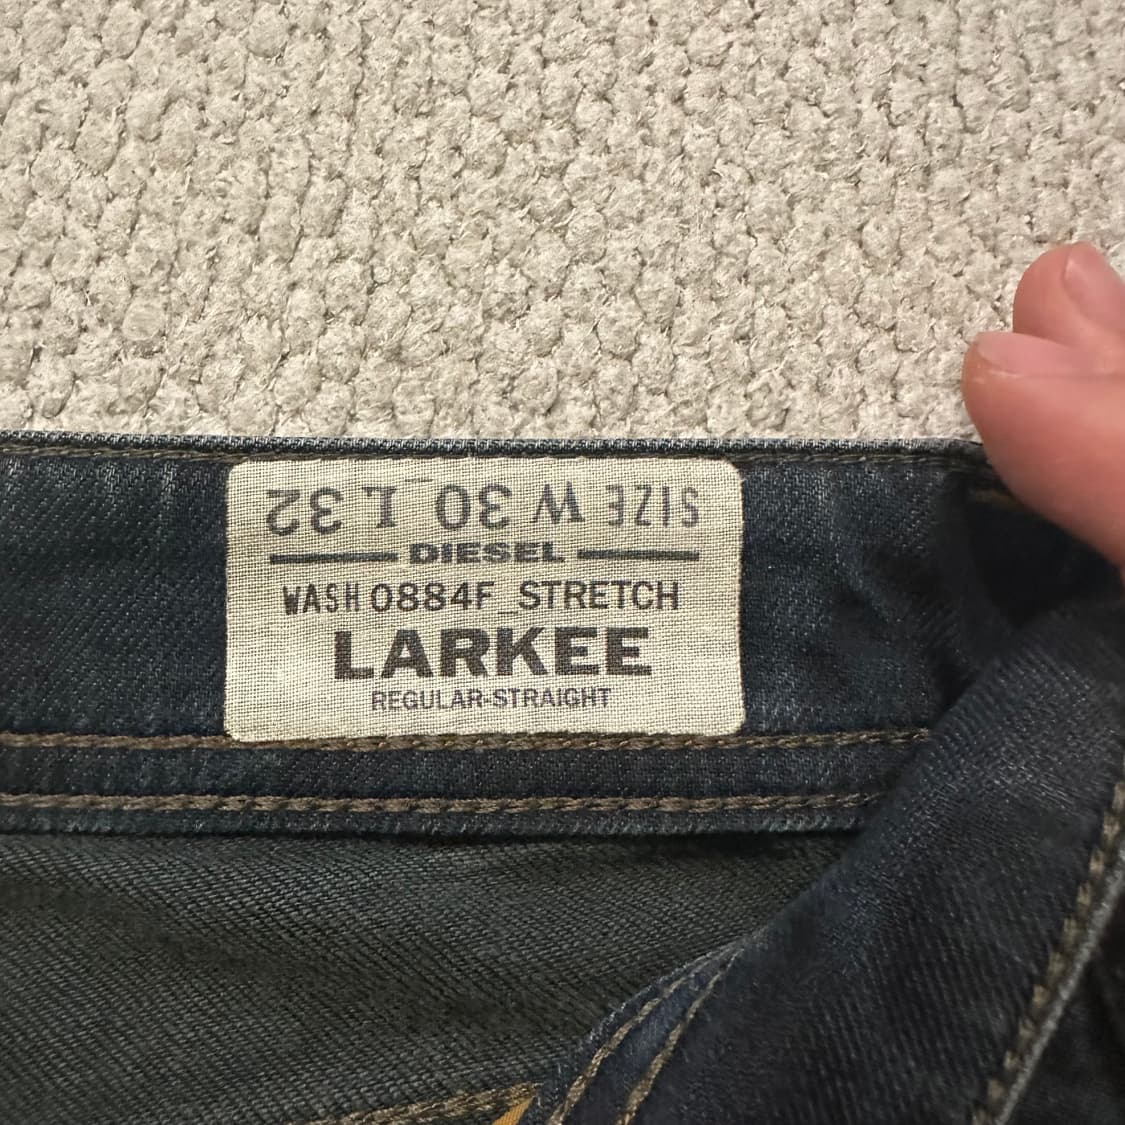 SIZE W 30 L 32
DIESEL
WASH 0884F_STRETCH
LARKEE
REGULAR-STRAIGHT